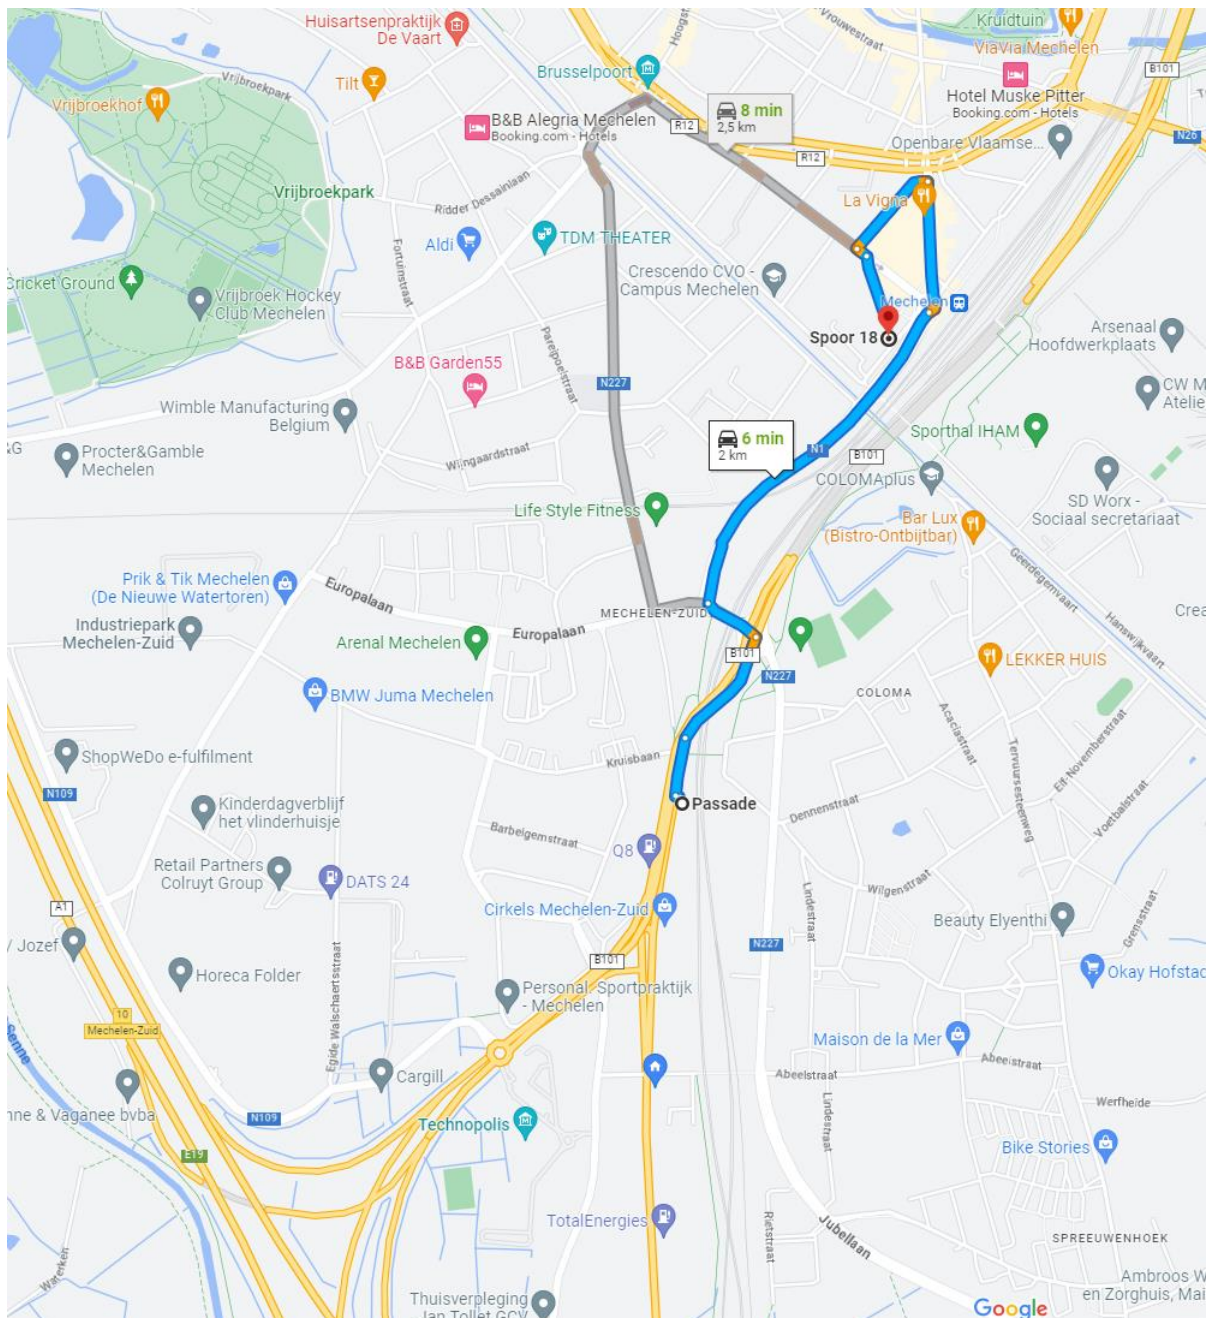 Huisartsenpraktijk
De Vaart
Kruidtuin
ViaVia Mechelen
Tilt
Brusselpoort
B101
Vrijbroekpark
Vrijbroekhof
Hotel Muske Pitter
Booking.com - Hotels
8 min
2,5 km
B&B Alegria Mechelen
Booking.com - Hotels
R12
N26
Openbare Vlaamse...
R12
Vrijbroekpark
Ridder Dessainlaan
La Vigna
Aldi
TDM THEATER
Fortuinstraat
Crescendo CVO -
Campus Mechelen
Cricket Ground
Vrijbroek Hockey
Club Mechelen
Mechelen
Spoor 18
Arsenaal
Hoofdwerkplaats
Pareipoelstraat
B&B Garden55
N227
CW M
Atelie
Wimble Manufacturing
Belgium
Sporthal IHAM
6 min
2 km
N1
&G
Procter&Gamble
Mechelen
B101
Wijngaardstraat
COLOMAplus
SD Worx -
Sociaal secretariaat
Life Style Fitness
Bar Lux
(Bistro-Ontbijtbar)
Geerdegemvaart
Prik & Tik Mechelen
(De Nieuwe Watertoren)
Europalaan
MECHELEN-ZUID
Crea
Industriepark
Mechelen-Zuid
Europalaan
Hanswijkvaart
Arenal Mechelen
B101
LEKKER HUIS
N227
BMW Juma Mechelen
COLOMA
Acaciastraat
Tervuursesteenweg
Elf-Novemberstraat
ShopWeDo e-fulfilment
Kruisbaan
N109
Passade
Kinderdagverblijf
het vlinderhuisje
Dennenstraat
Voetbalstraat
Barbeigemstraat
Q8
Retail Partners
Colruyt Group
DATS 24
Wilgenstraat
Lindestraat
A1
Cirkels Mechelen-Zuid
Beauty Elyenthi
Grensstraat
/ Jozef
N227
B101
Horeca Folder
Okay Hofstad
Personal. Sportpraktijk
- Mechelen
10
Mechelen-Zuid
Egide Walschaertsstraat
Senne
Maison de la Mer
Abeelstraat
Abeelstraat
Cargill
Werfheide
nne & Vaganee bvba
N109
Lindestraat
Technopolis
Bike Stories
E19
TotalEnergies
Rietstraat
Jubellaan
SPREEUWENHOEK
Waterken
Ambroos W
en Zorghuis, Mai
Thuisverpleging
Jan Tollet GCV
Google